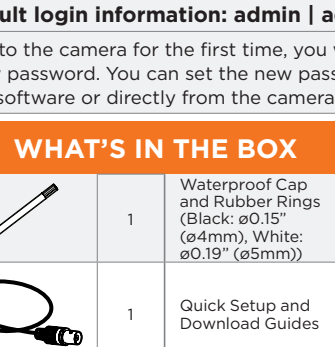 ult login information: admin | a
to the camera for the first time, you
password. You can set the new pass
software or directly from the camera
WHAT'S IN THE BOX
1
Waterproof Cap
and Rubber Rings
(Black: ø0.15”
(ø4mm), White:
ø0.19” (ø5mm))
1
Quick Setup and
Download Guides